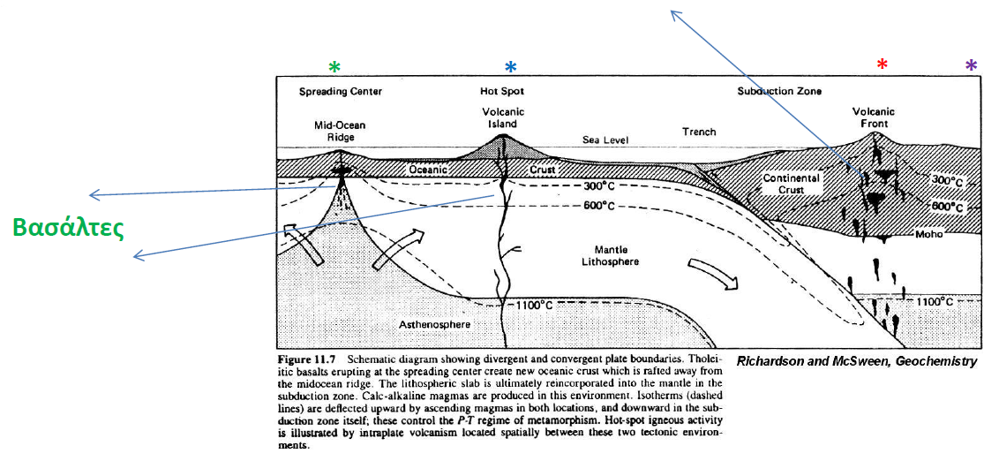 * * * *
Spreading Center Hot Spot Subduction Zone
Mid-Ocean
Ridge
Volcanic
Island
Sea Level
Trench
Volcanic
Front
Oceanic Crust
Continental
Crust
300°C
600°C
300°C
600°C
Moho
Βασάλτες
Mantle
Lithosphere
1100°C
1100°C
Asthenosphere
Figure 11.7 Schematic diagram showing divergent and convergent plate boundaries. Tholei-
itic basalts erupting at the spreading center create new oceanic crust which is rafted away from
the midocean ridge. The lithospheric slab is ultimately reincorporated into the mantle in the
subduction zone. Calc-alkaline magmas are produced in this environment. Isotherms (dashed
lines) are deflected upward by ascending magmas in both locations, and downward in the sub-
duction zone itself; these control the P-T regime of metamorphism. Hot-spot igneous activity
is illustrated by intraplate volcanism located spatially between these two tectonic environ-
ments.
Richardson and McSween, Geochemistry